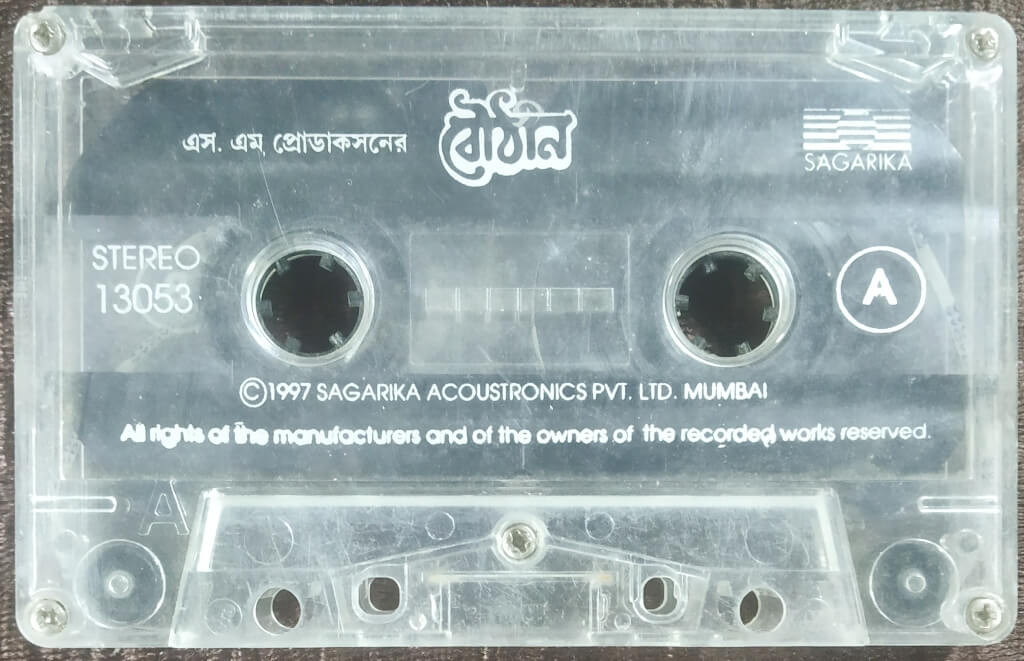 এস. এম. প্রোডাকসনের
বৌঠান
SAGARIKA
STEREO
13053
A
©1997 SAGARIKA ACOUSTRONICS PVT. LTD. MUMBAI
All rights of the manufacturers and of the owners of the recorded works reserved.
A